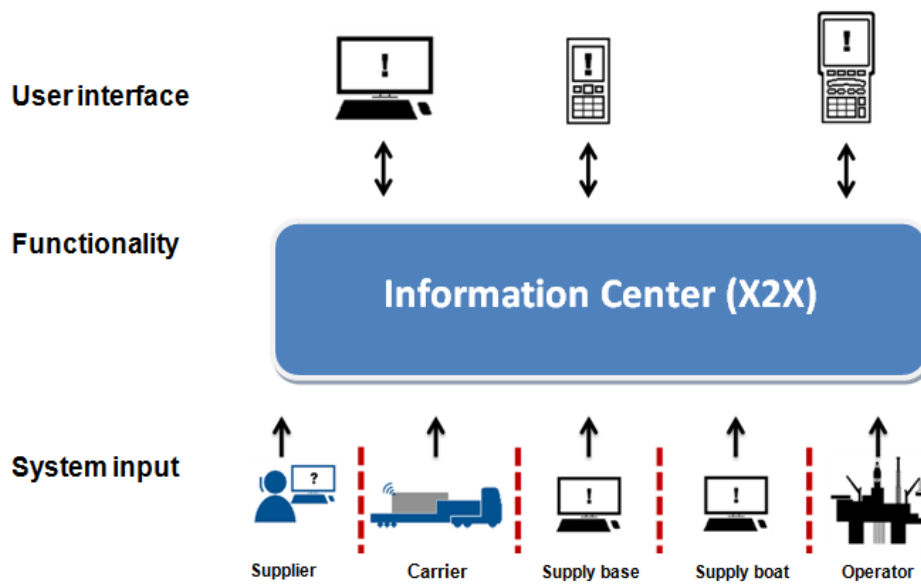 !
!
!
User interface
Functionality
Information Center (X2X)
System input
?
!
!
Supplier
Carrier
Supply base
Supply boat
Operator